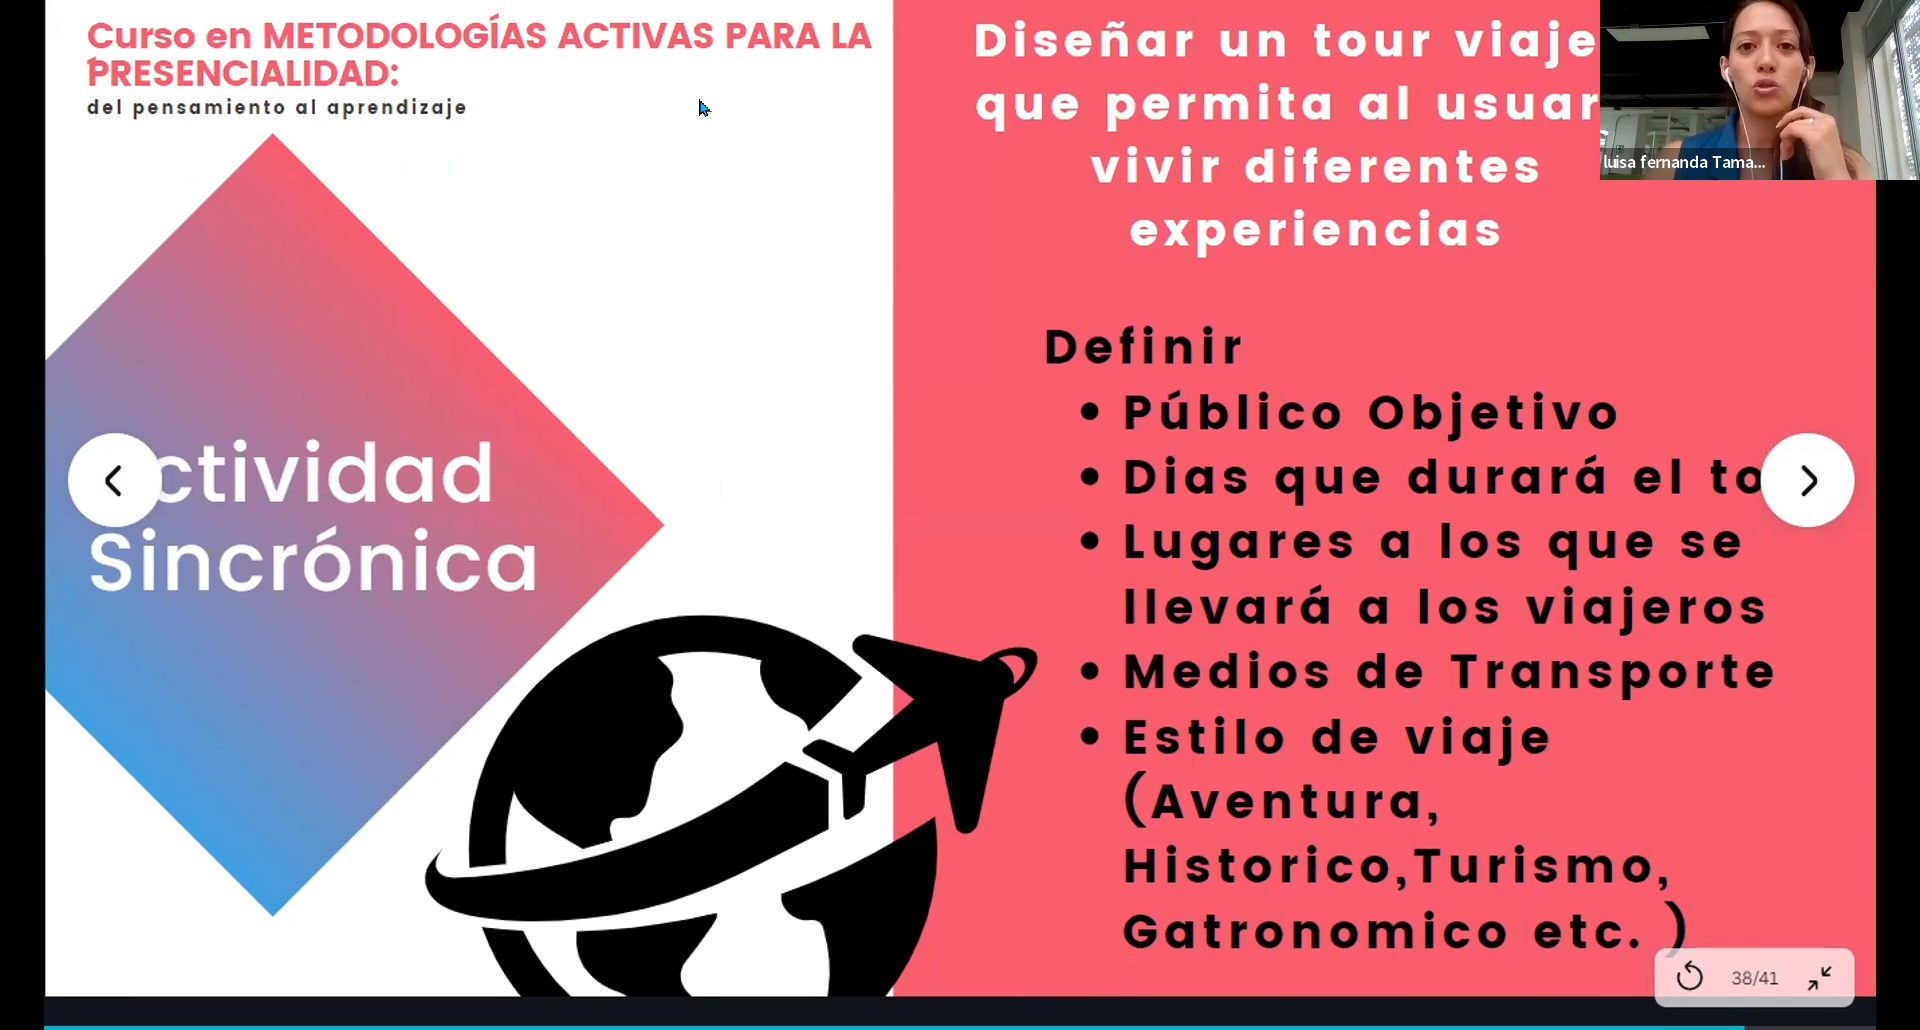 Curso en METODOLOGÍAS ACTIVAS PARA LA
PRESENCIALIDAD:
del pensamiento al aprendizaje
ctividad
Sincrónica
Diseñar un tour viaje
que permita al usuar
vivir diferentes
experiencias
luisa fernanda Tama...
Definir
• Público Objetivo
• Dias que durará el to
• Lugares a los que se
llevará a los viajeros
• Medios de Transporte
• Estilo de viaje
(Aventura,
Historico,Turismo,
Gatronomico etc. )
38/41